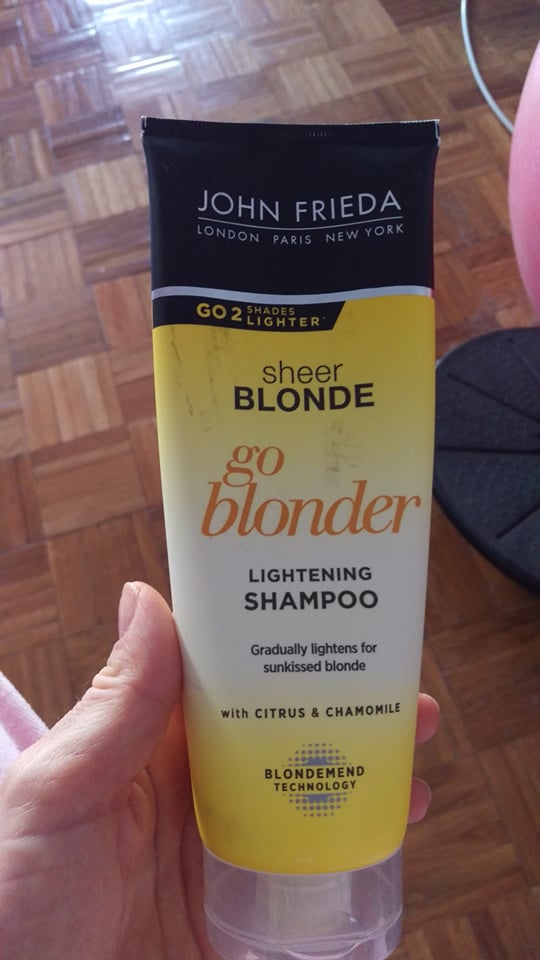 JOHN FRIEDA
LONDON PARIS NEW YORK
GO 2 SHADES
LIGHTER
sheer
BLONDE
go
blonder
LIGHTENING
SHAMPOO
Gradually lightens for
sunkissed blonde
with CITRUS & CHAMOMILE
BLONDEMEND
TECHNOLOGY